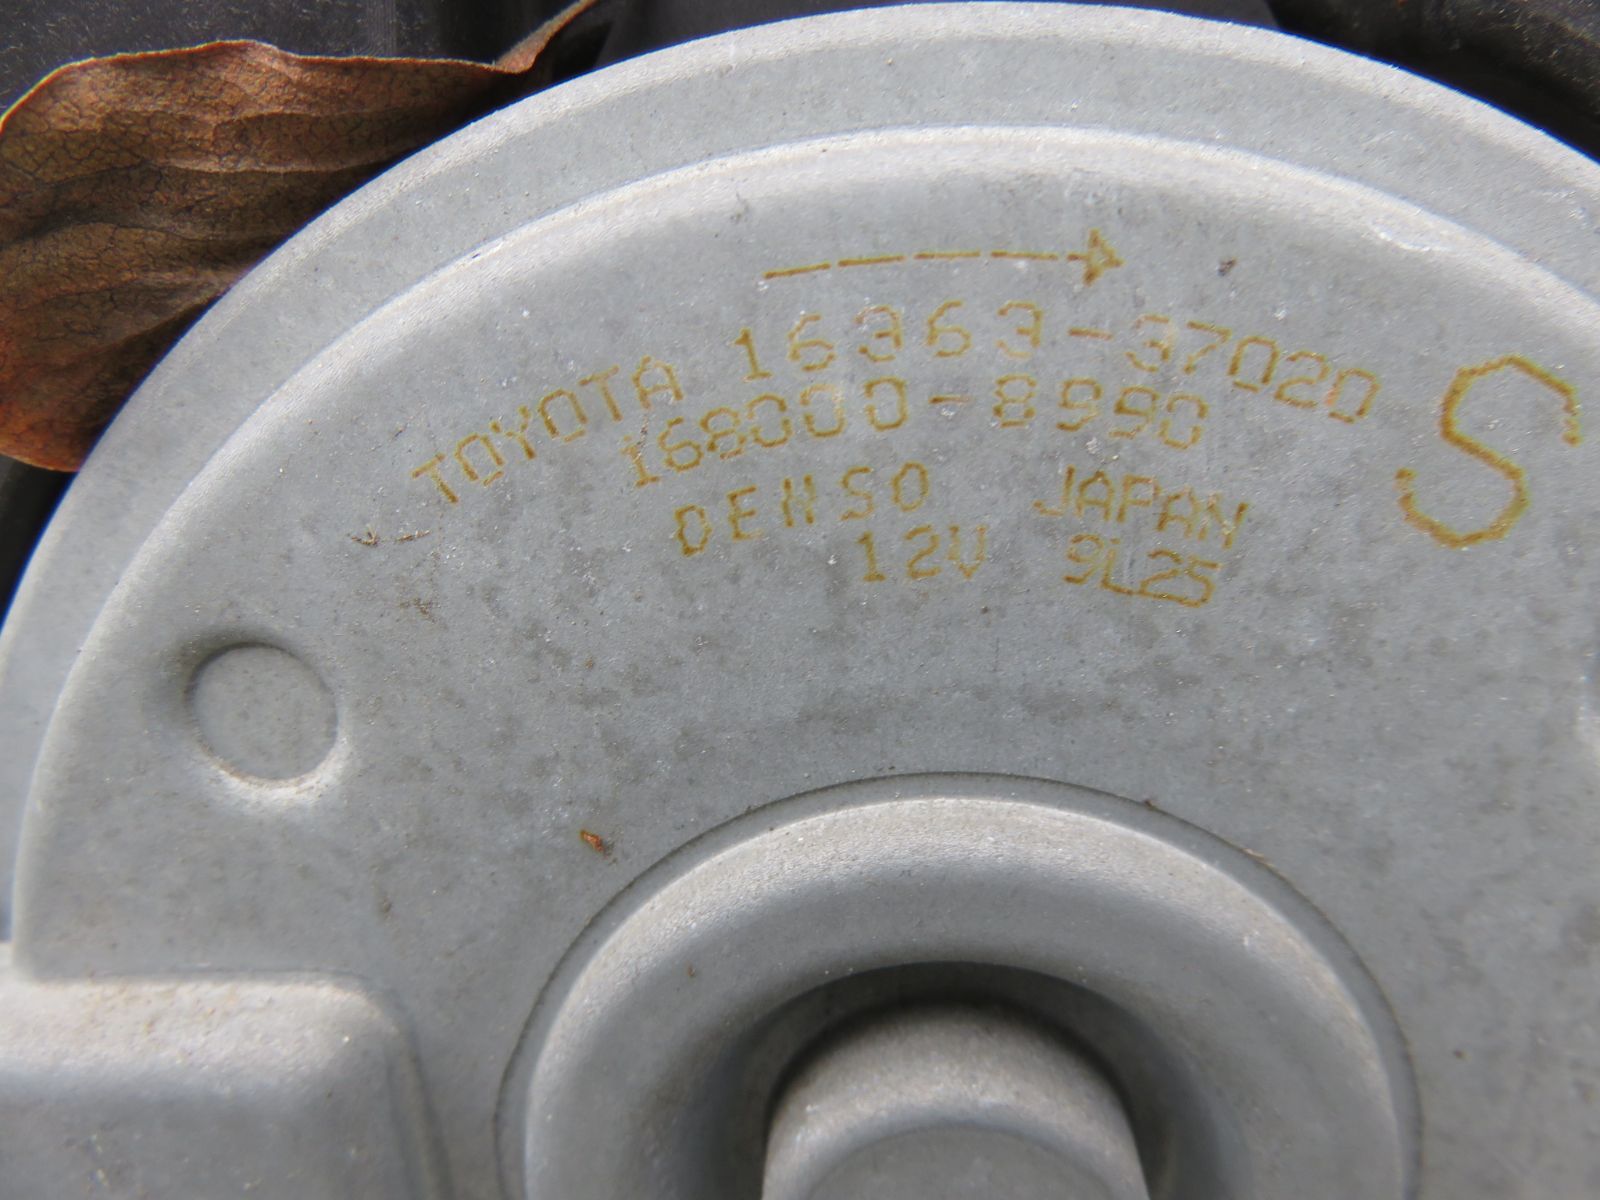 TOYOTA 16363-37020 S
168000-8990
DENSO JAPAN
12V 9L25